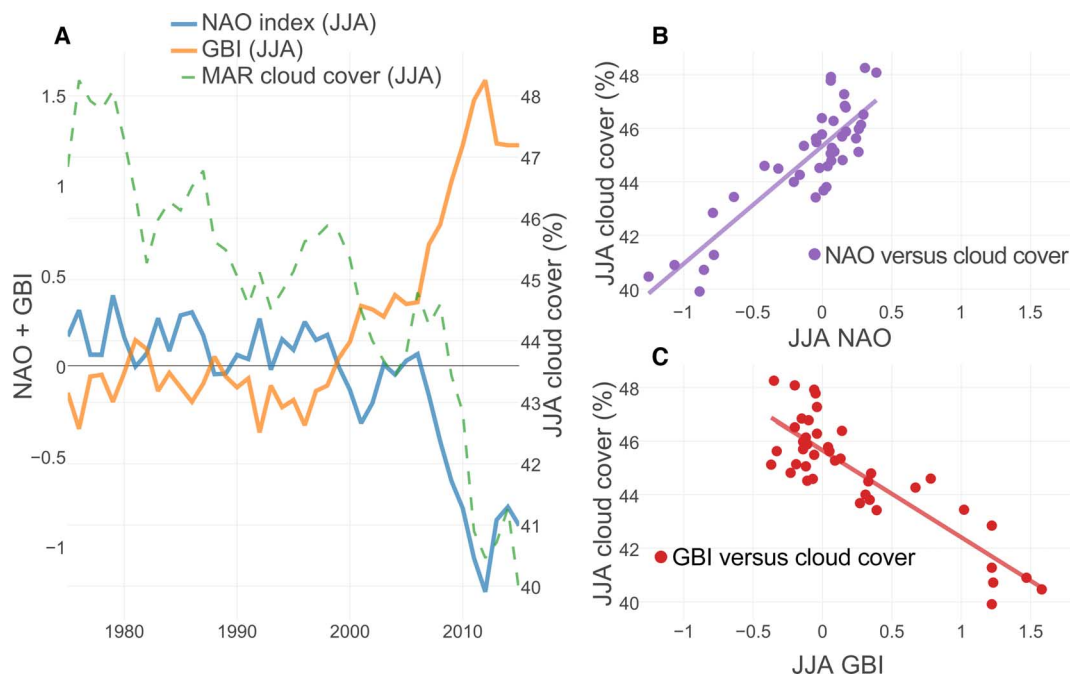 A
NAO index (JJA)
GBI (JJA)
MAR cloud cover (JJA)
NAO + GBI
1.5
1
0.5
0
−0.5
−1
48
47
46
45
44
43
42
41
40
JJA cloud cover (%)
1980
1990
2000
2010
B
JJA cloud cover (%)
48
46
44
42
40
NAO versus cloud cover
−1
−0.5
0
0.5
1
1.5
JJA NAO
C
JJA cloud cover (%)
48
46
44
42
40
GBI versus cloud cover
−1
−0.5
0
0.5
1
1.5
JJA GBI